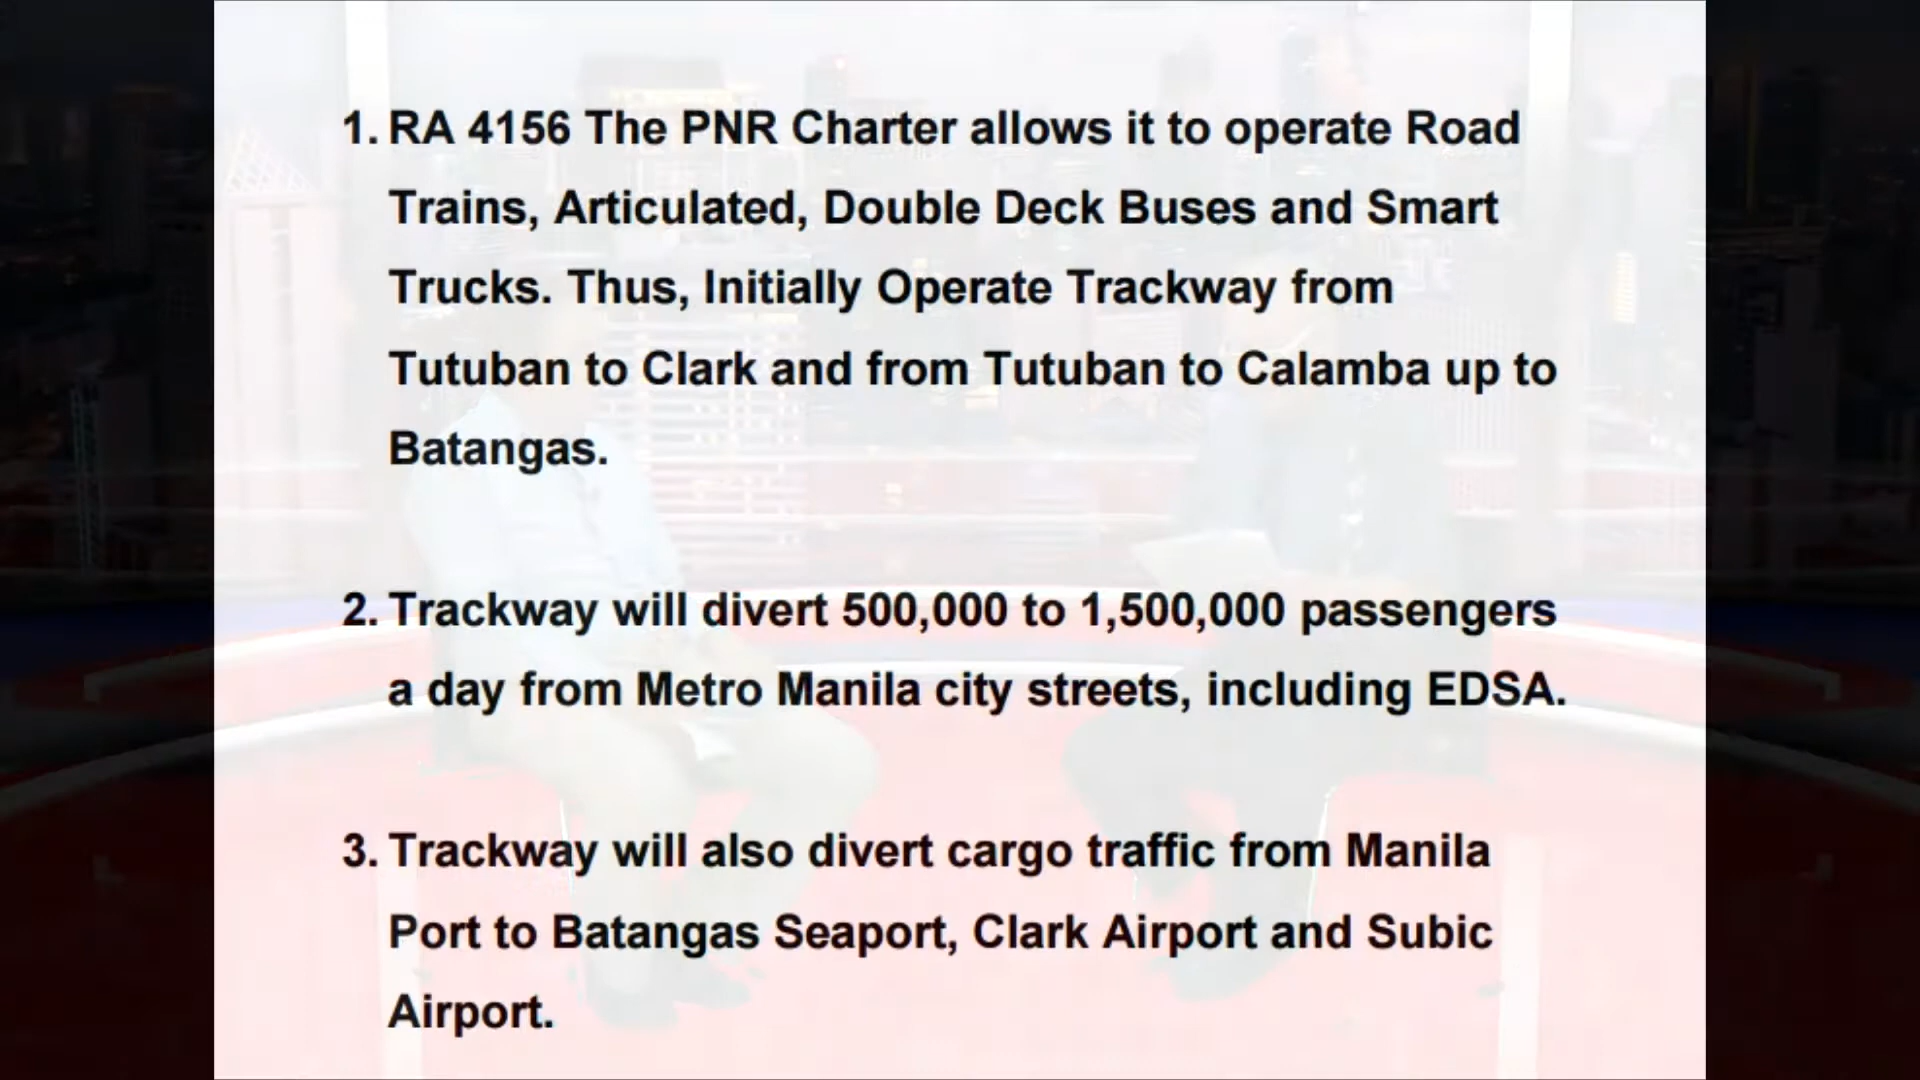 1. RA 4156 The PNR Charter allows it to operate Road
Trains, Articulated, Double Deck Buses and Smart
Trucks. Thus, Initially Operate Trackway from
Tutuban to Clark and from Tutuban to Calamba up to
Batangas.
2. Trackway will divert 500,000 to 1,500,000 passengers
a day from Metro Manila city streets, including EDSA.
3. Trackway will also divert cargo traffic from Manila
Port to Batangas Seaport, Clark Airport and Subic
Airport.